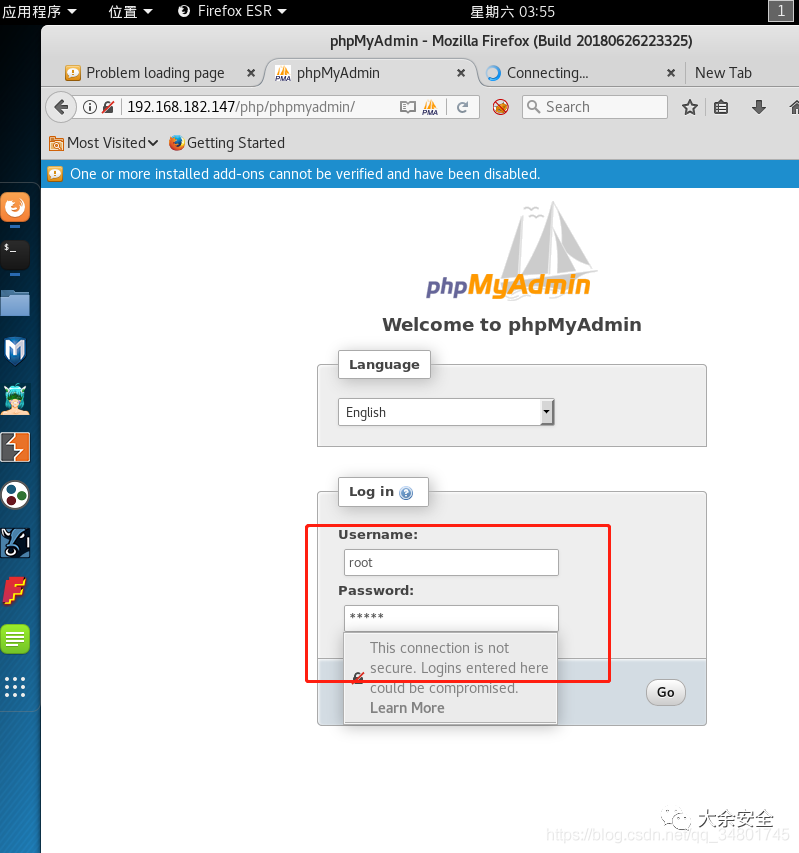 应用程序 位置 Firefox ESR 星期六 03:55 1
phpMyAdmin - Mozilla Firefox (Build 20180626223325)
Problem loading page × phpMyAdmin × Connecting... × New Tab
192.168.182.147/php/phpmyadmin/ PMA Search
Most Visited Getting Started
One or more installed add-ons cannot be verified and have been disabled.
$_
phpMyAdmin
Welcome to phpMyAdmin
Language
English
Log in
Username:
root
Password:
*****
This connection is not
secure. Logins entered here
could be compromised.
Learn More
Go
大余安全
https://blog.csdn.net/qq_34801745